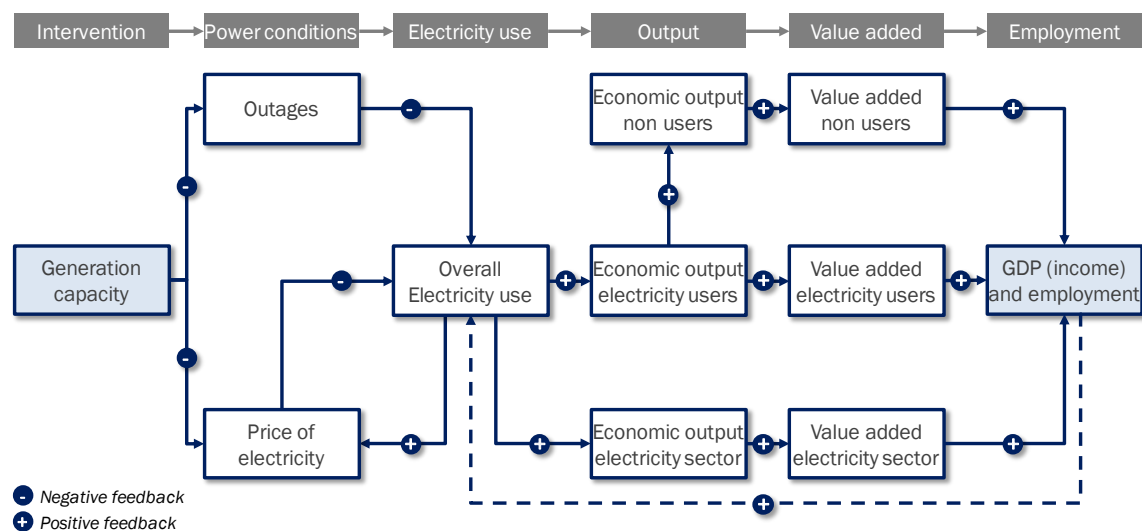 Intervention
Power conditions
Electricity use
Output
Value added
Employment
Outages
Economic output
non users
Value added
non users
-
+
+
+
-
+
Generation
capacity
Overall
Electricity use
Economic output
electricity users
Value added
electricity users
GDP (income)
and employment
-
+
+
+
-
Price of
electricity
Economic output
electricity sector
Value added
electricity sector
+
+
+
+
- Negative feedback
+ Positive feedback
+